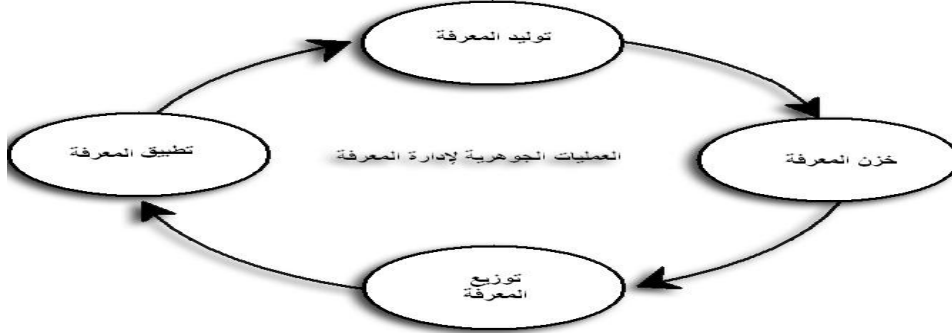 توليد المعرفة
خزن المعرفة
تطبيق المعرفة
العمليات الجوهرية لإدارة المعرفة
توزيع
المعرفة